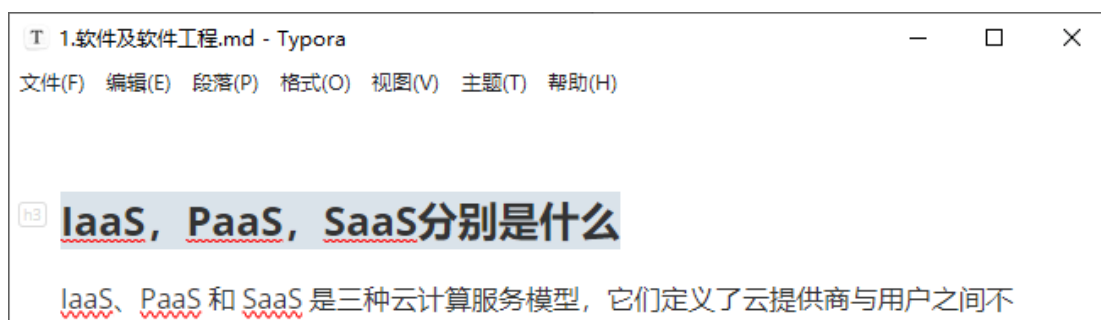 T 1.软件及软件工程.md - Typora
文件(F) 编辑(E) 段落(P) 格式(O) 视图(V) 主题(T) 帮助(H)
h3
IaaS，PaaS，SaaS分别是什么
IaaS、PaaS 和 SaaS 是三种云计算服务模型，它们定义了云提供商与用户之间不